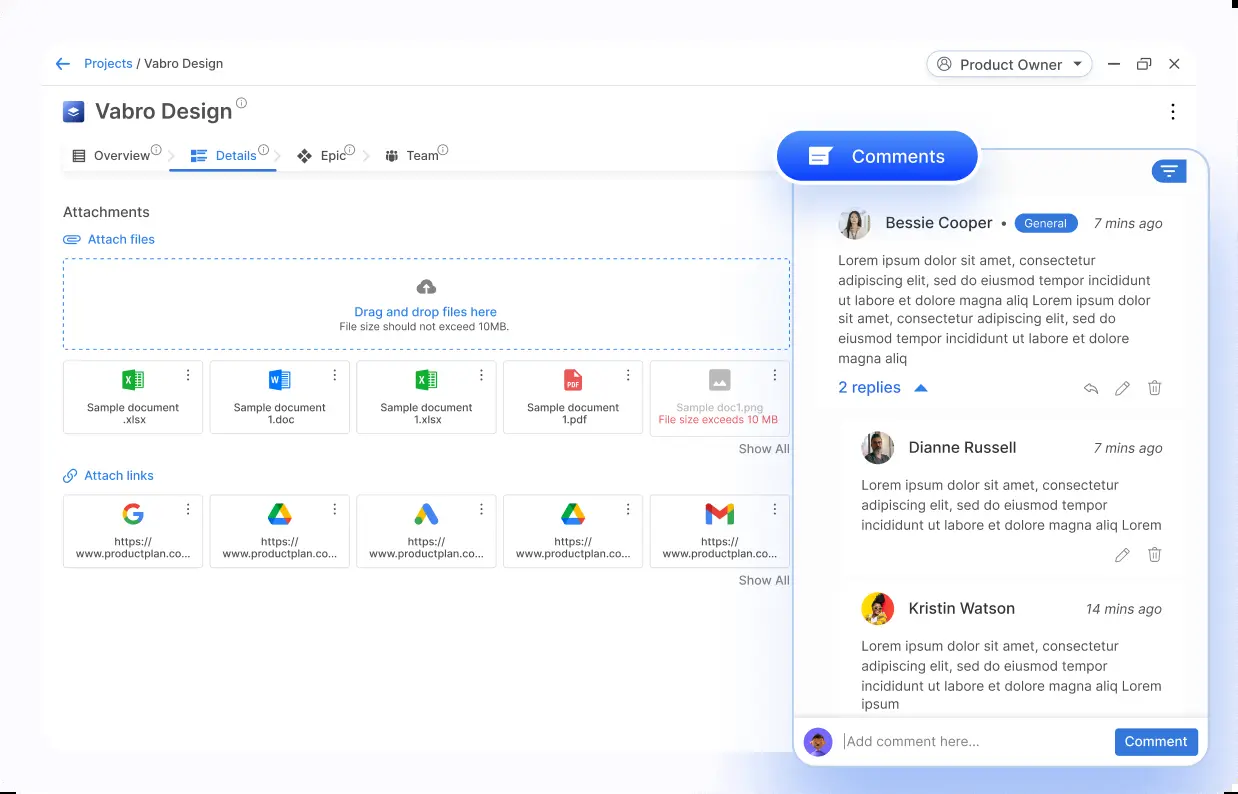 Projects / Vabro Design
Product Owner
Vabro Design
Overview
Details
Epic
Team
Attachments
Attach files
Drag and drop files here
File size should not exceed 10MB.
Sample document
.xlsx
Sample document
1.doc
Sample document
1.xlsx
PDF
Sample document
1.pdf
Sample doc1.png
File size exceeds 10 MB
Show All
Attach links
https://
www.productplan.co...
https://
www.productplan.co...
https://
www.productplan.co...
https://
www.productplan.co...
https://
www.productplan.co...
Show All
Comments
Bessie Cooper • General 7 mins ago
Lorem ipsum dolor sit amet, consectetur
adipiscing elit, sed do eiusmod tempor incididunt
ut labore et dolore magna aliq Lorem ipsum dolor
sit amet, consectetur adipiscing elit, sed do
eiusmod tempor incididunt ut labore et dolore
magna aliq
2 replies
Dianne Russell 7 mins ago
Lorem ipsum dolor sit amet, consectetur
adipiscing elit, sed do eiusmod tempor
incididunt ut labore et dolore magna aliq Lorem
Kristin Watson 14 mins ago
Lorem ipsum dolor sit amet, consectetur
adipiscing elit, sed do eiusmod tempor
incididunt ut labore et dolore magna aliq Lorem
ipsum
Add comment here...
Comment